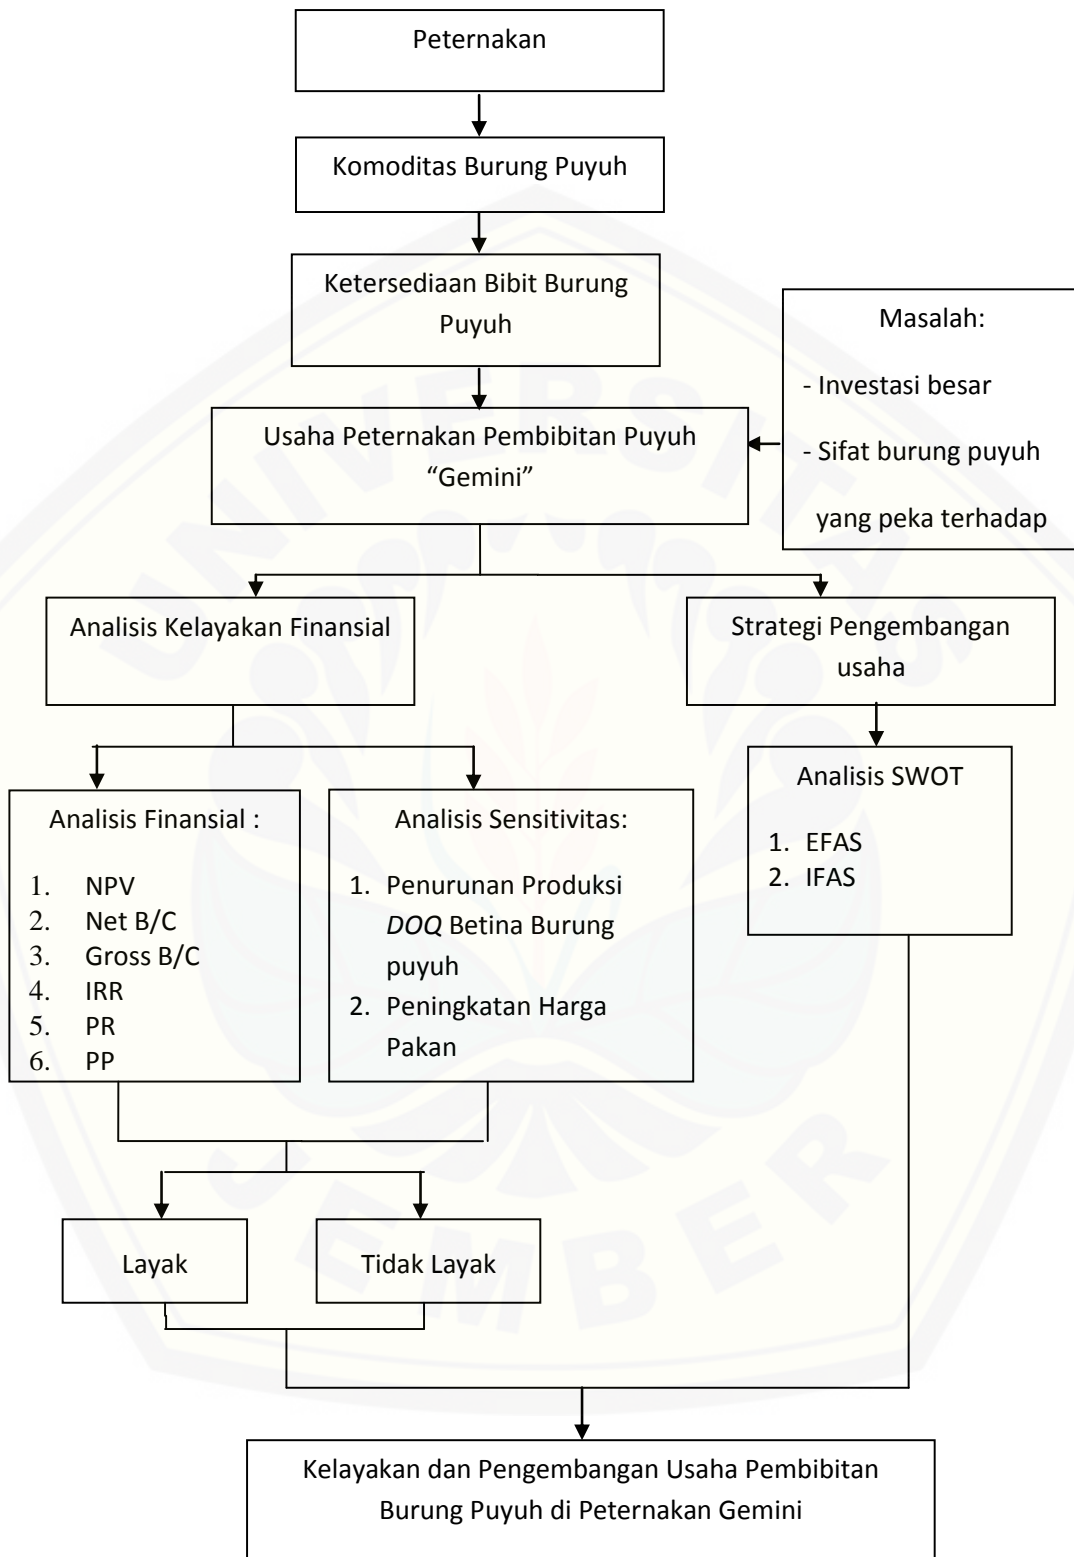 Peternakan
Komoditas Burung Puyuh
Ketersediaan Bibit Burung
Puyuh
Masalah:
- Investasi besar
- Sifat burung puyuh
yang peka terhadap
Usaha Peternakan Pembibitan Puyuh
“Gemini”
Analisis Kelayakan Finansial
Strategi Pengembangan
usaha
Analisis Finansial :
1. NPV
2. Net B/C
3. Gross B/C
4. IRR
5. PR
6. PP
Analisis Sensitivitas:
1. Penurunan Produksi
DOQ Betina Burung
puyuh
2. Peningkatan Harga
Pakan
Analisis SWOT
1. EFAS
2. IFAS
Layak
Tidak Layak
Kelayakan dan Pengembangan Usaha Pembibitan
Burung Puyuh di Peternakan Gemini
UNIVERSITAS
JEMBER